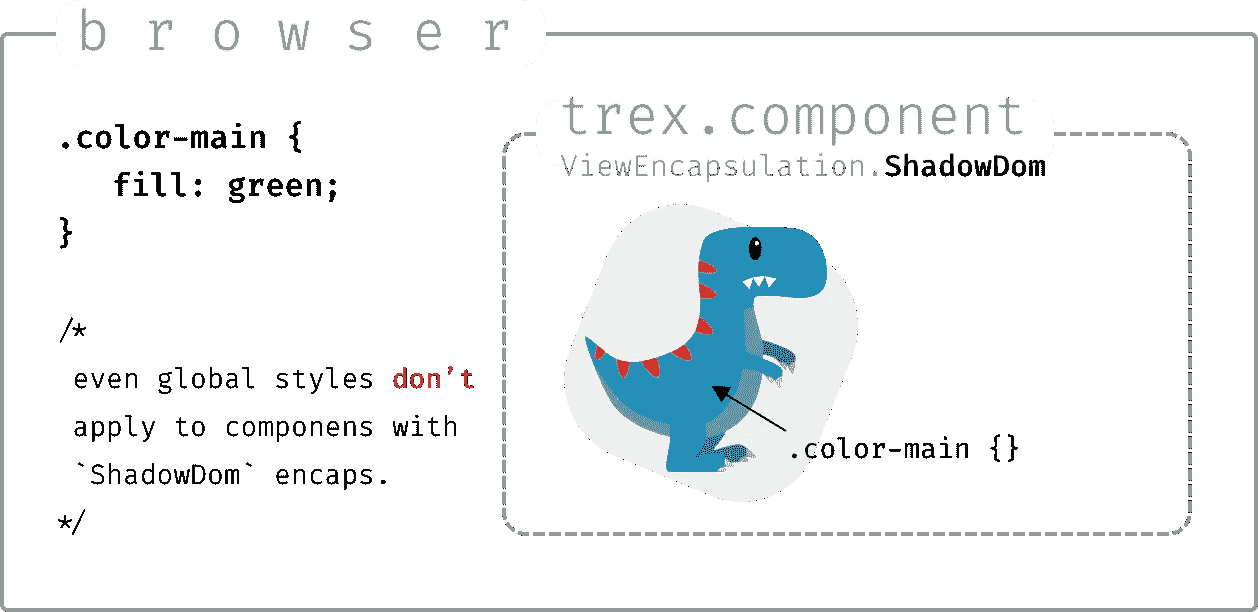 b r o w s e r
.color-main {
fill: green;
}
/*
even global styles don't
apply to componens with
`ShadowDom` encaps.
*/
trex.component
ViewEncapsulation.ShadowDom
.color-main {}